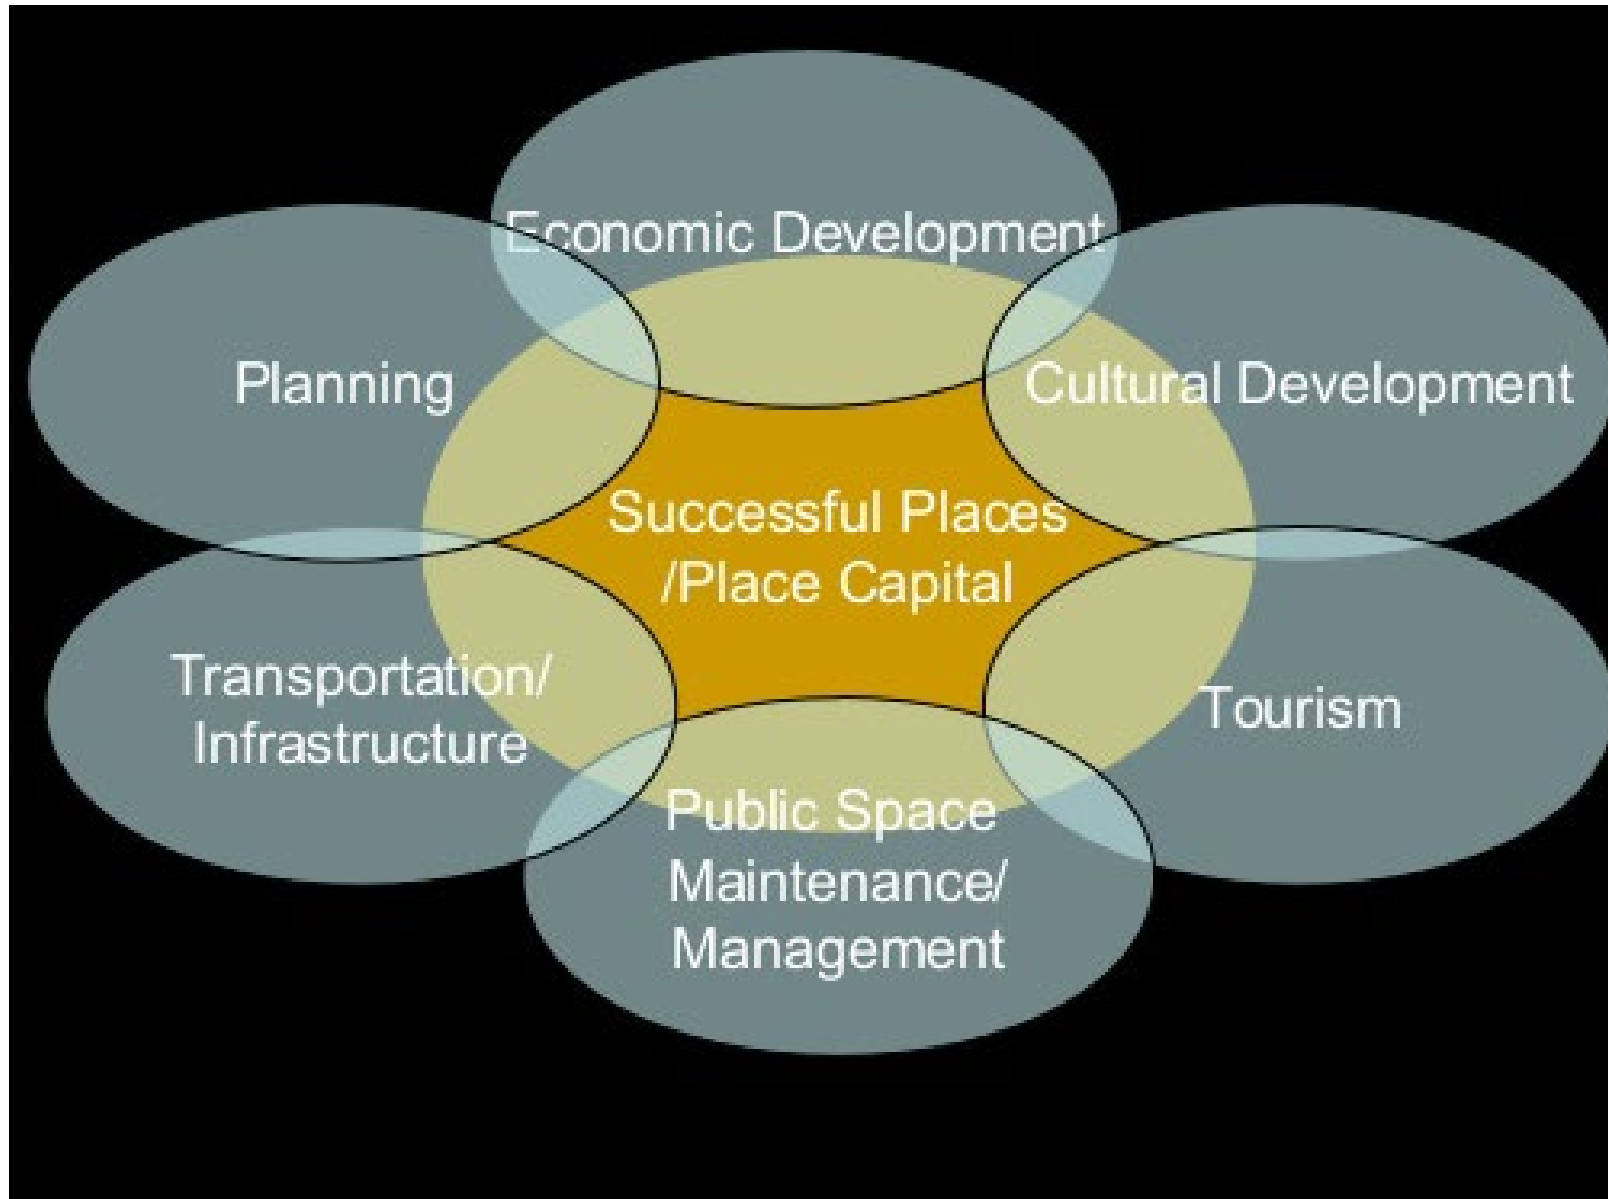 Economic Development
Planning
Cultural Development
Successful Places
/Place Capital
Transportation/
Infrastructure
Tourism
Public Space
Maintenance/
Management